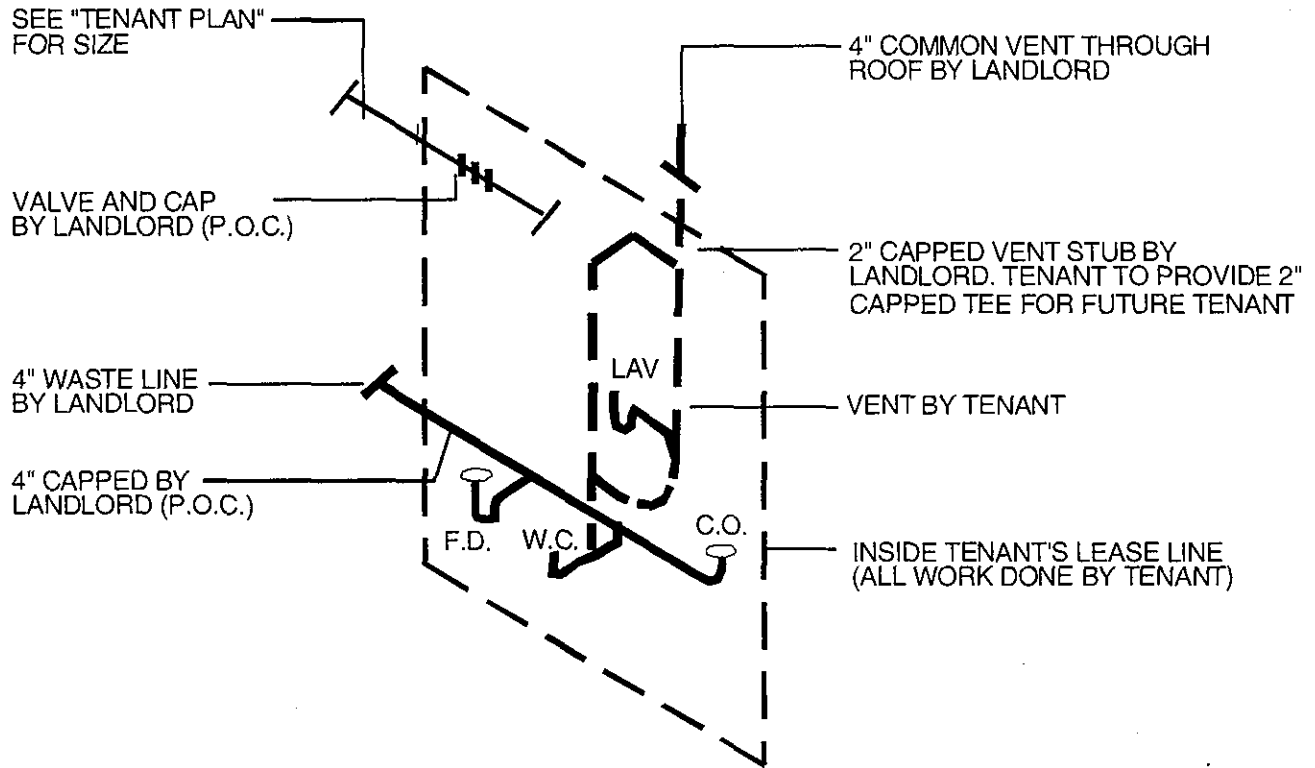 SEE "TENANT PLAN"
FOR SIZE
4" COMMON VENT THROUGH
ROOF BY LANDLORD
VALVE AND CAP
BY LANDLORD (P.O.C.)
2" CAPPED VENT STUB BY
LANDLORD. TENANT TO PROVIDE 2"
CAPPED TEE FOR FUTURE TENANT
4" WASTE LINE
BY LANDLORD
LAV
VENT BY TENANT
4" CAPPED BY
LANDLORD (P.O.C.)
F.D.
W.C.
C.O.
INSIDE TENANT'S LEASE LINE
(ALL WORK DONE BY TENANT)